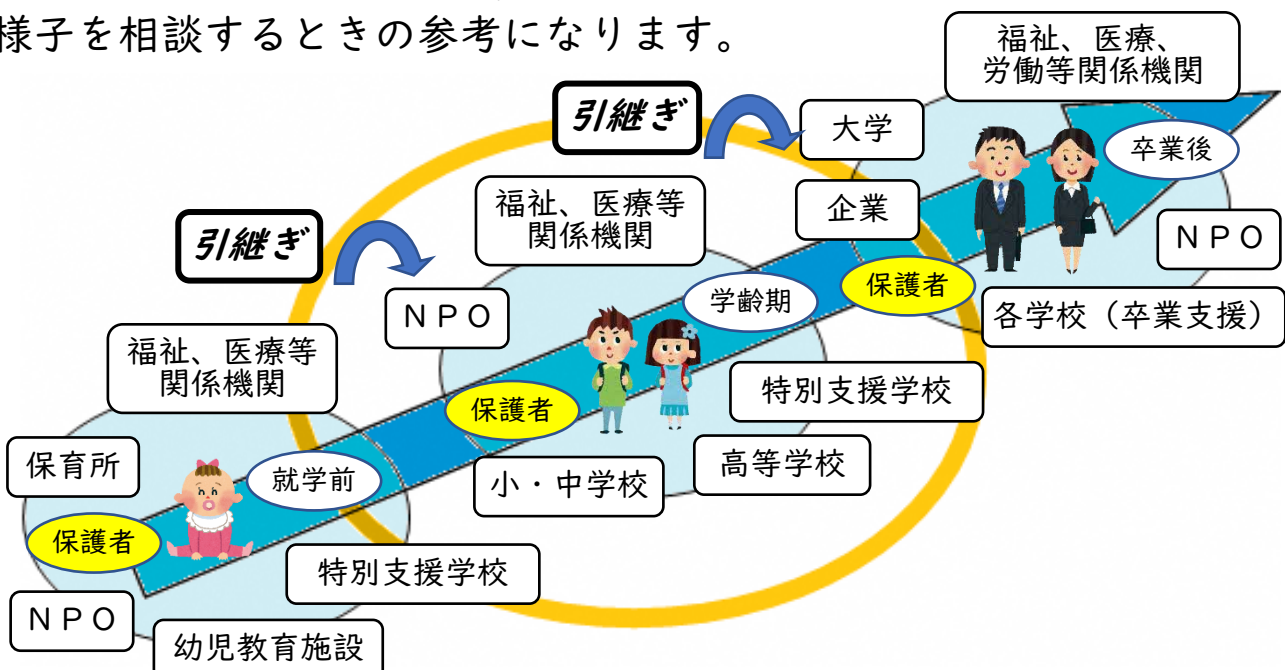 様子を相談するときの参考になります。
福祉、医療、
労働等関係機関
引継ぎ
大学
卒業後
福祉、医療等
関係機関
企業
引継ぎ
NPO
学齢期
保護者
NPO
各学校（卒業支援）
福祉、医療等
関係機関
保護者
特別支援学校
保育所
就学前
小・中学校
高等学校
保護者
特別支援学校
NPO
幼児教育施設